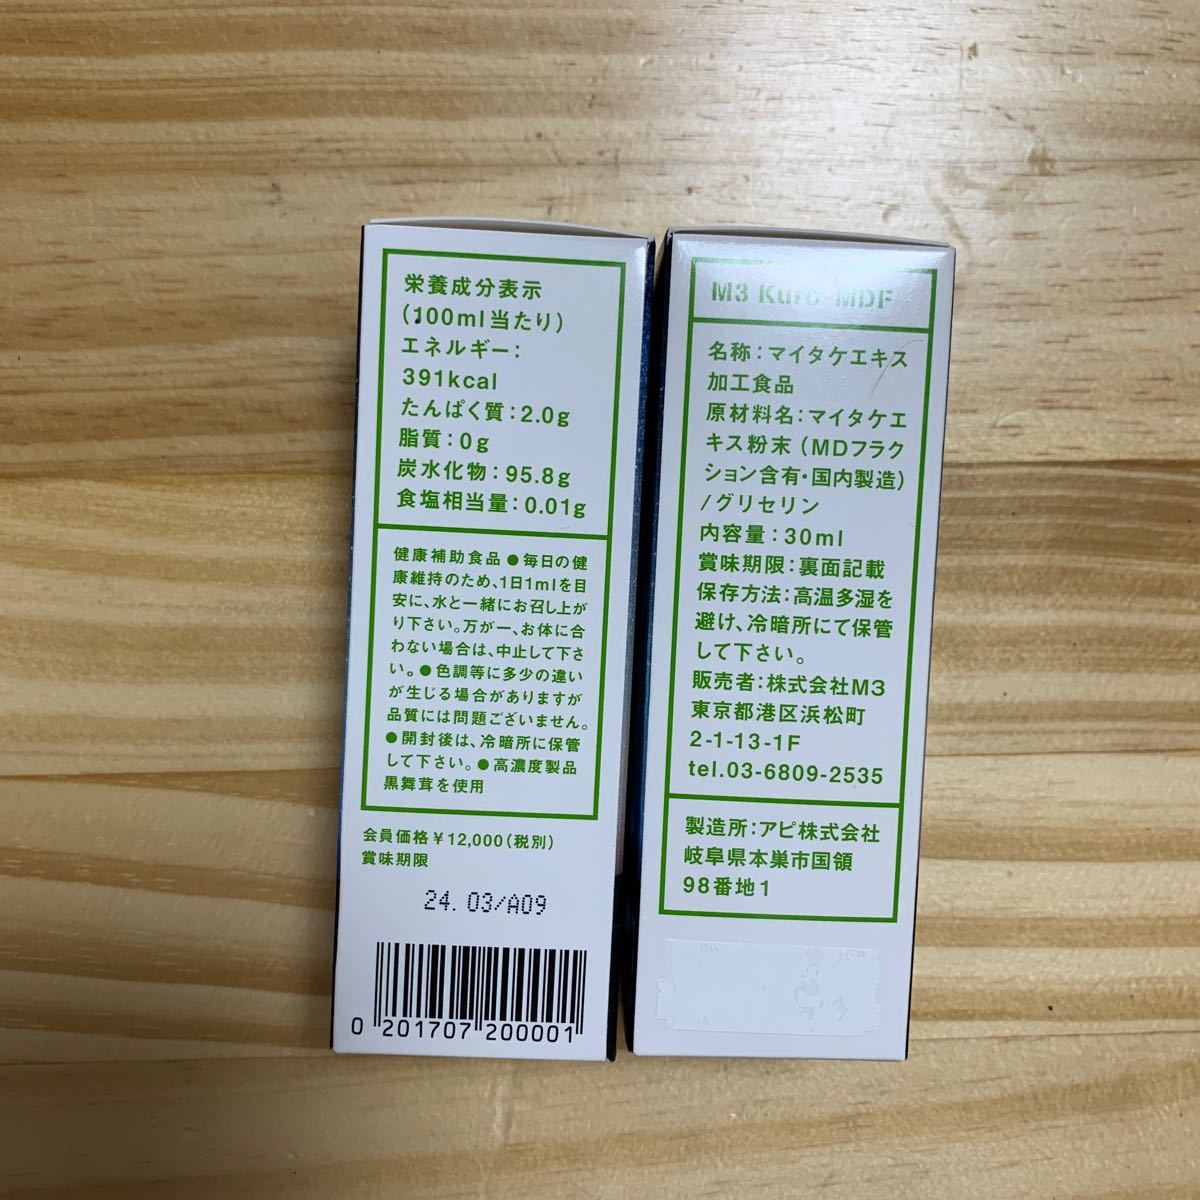 栄養成分表示
(100ml当たり)
エネルギー:
391kcal
たんぱく質:2.0g
脂質:0g
炭水化物:95.8g
食塩相当量:0.01g
健康補助食品 ●毎日の健
康維持のため、1日1mlを目
安に、水と一緒にお召し上が
り下さい。万が一、お体に合
わない場合は、中止して下さ
い。●色調等に多少の違い
が生じる場合がありますが
品質には問題ございません。
●開封後は、冷暗所に保管
して下さい。●高濃度製品
黒舞茸を使用
会員価格¥12,000(税別)
賞味期限
24.03/A09
0 201707 200001
M3 Kuro-MDF
名称:マイタケエキス
加工食品
原材料名:マイタケエ
キス粉末(MDフラク
ション含有・国内製造)
/グリセリン
内容量:30ml
賞味期限:裏面記載
保存方法:高温多湿を
避け、冷暗所にて保管
して下さい。
販売者:株式会社M3
東京都港区浜松町
2-1-13-1F
tel.03-6809-2535
製造所:アピ株式会社
岐阜県本巣市国領
98番地1